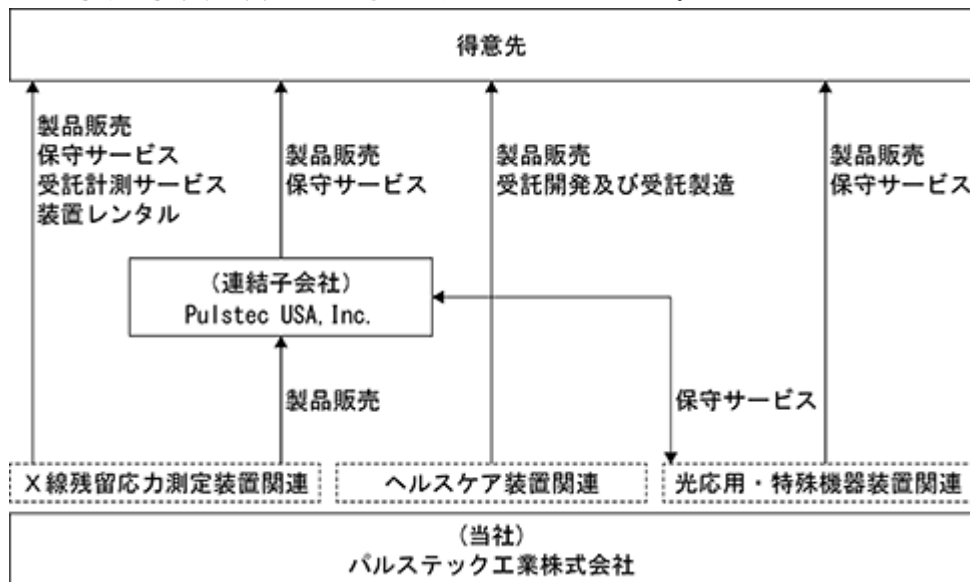 得意先
製品販売
保守サービス
受託計測サービス
装置レンタル
製品販売
保守サービス
製品販売
受託開発及び受託製造
製品販売
保守サービス
(連結子会社)
Pulstec USA,Inc.
製品販売
保守サービス
X線残留応力測定装置関連
ヘルスケア装置関連
光応用・特殊機器装置関連
(当社)
パルステック工業株式会社